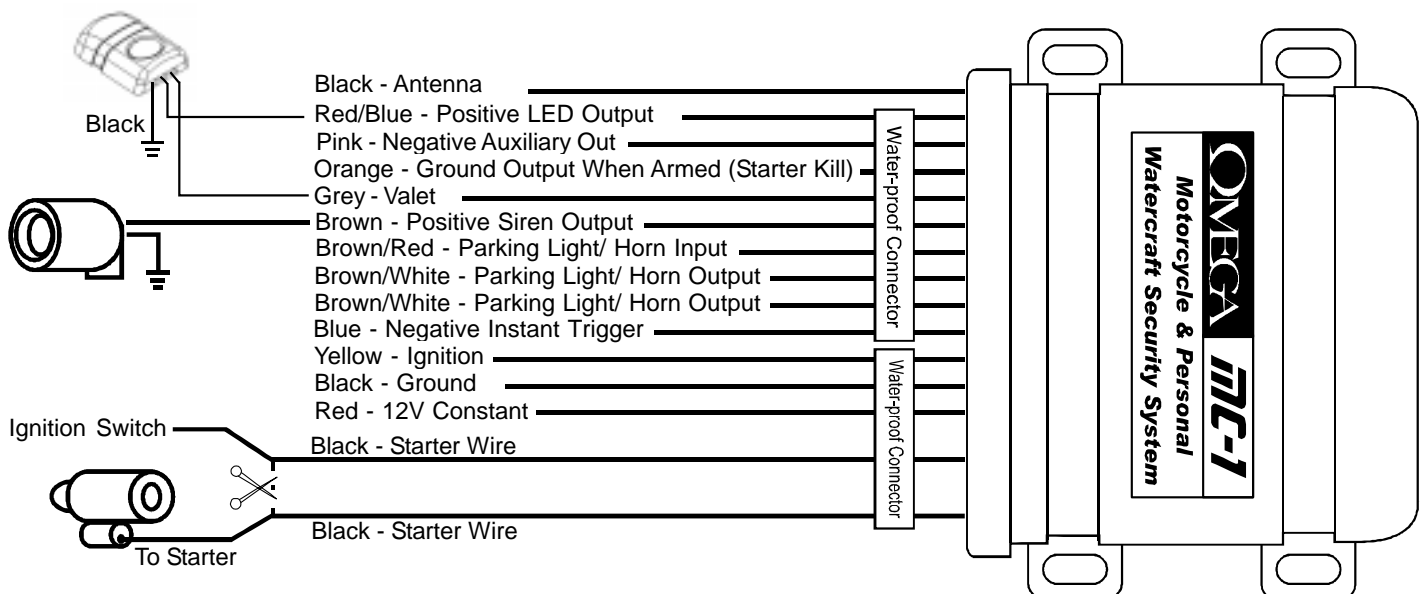 Black - Antenna
Red/Blue - Positive LED Output
Black
Pink - Negative Auxiliary Out
Orange - Ground Output When Armed (Starter Kill)
Grey - Valet
Brown - Positive Siren Output
Brown/Red - Parking Light/ Horn Input
Brown/White - Parking Light/ Horn Output
Brown/White - Parking Light/ Horn Output
Blue - Negative Instant Trigger
Yellow - Ignition
Black - Ground
Red - 12V Constant
Ignition Switch
Black - Starter Wire
Black - Starter Wire
To Starter
Water-proof Connector
Water-proof Connector
OMEGA MC-1
Motorcycle & Personal
Watercraft Security System